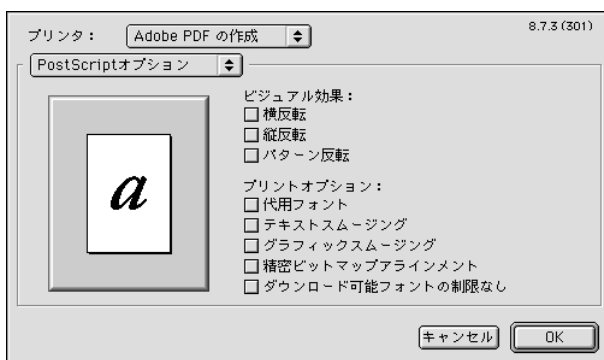 8.7.3 (301)
プリンタ： Adobe PDF の作成
PostScriptオプション
a
ビジュアル効果：
横反転
縦反転
パターン反転
プリントオプション：
代用フォント
テキストスムージング
グラフィックスムージング
精密ビットマップアラインメント
ダウンロード可能フォントの制限なし
キャンセル OK